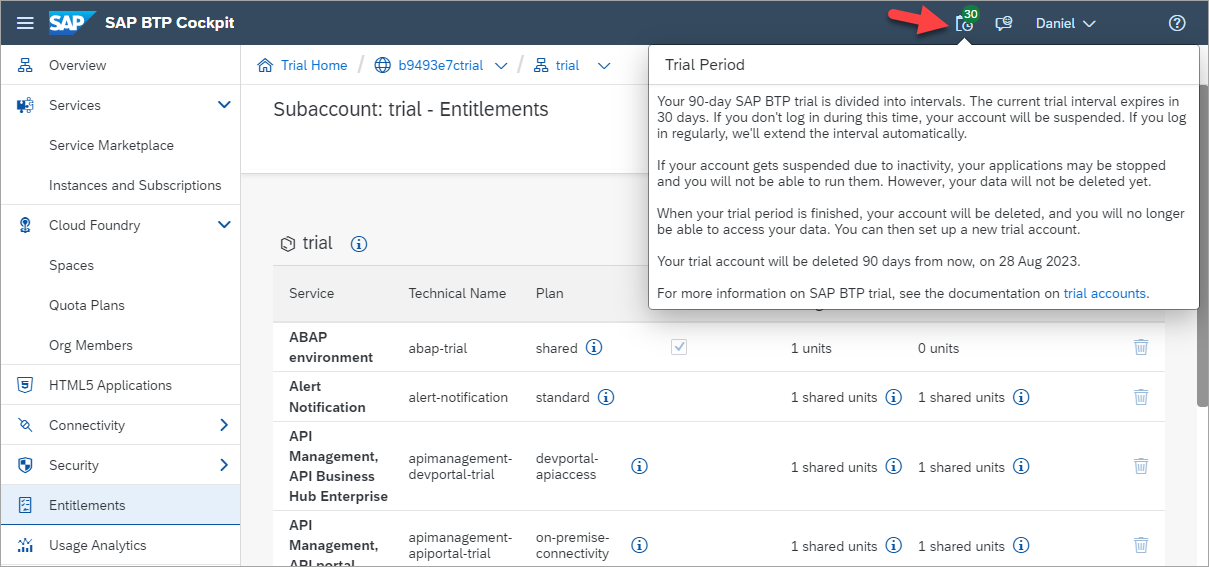 SAP
SAP BTP Cockpit
30
Daniel
Overview
Services
Service Marketplace
Instances and Subscriptions
Cloud Foundry
Spaces
Quota Plans
Org Members
HTML5 Applications
Connectivity
Security
Entitlements
Usage Analytics
Trial Home / b9493e7ctrial / trial
Subaccount: trial - Entitlements
Trial Period
Your 90-day SAP BTP trial is divided into intervals. The current trial interval expires in
30 days. If you don't log in during this time, your account will be suspended. If you log
in regularly, we'll extend the interval automatically.
If your account gets suspended due to inactivity, your applications may be stopped
and you will not be able to run them. However, your data will not be deleted yet.
When your trial period is finished, your account will be deleted, and you will no longer
be able to access your data. You can then set up a new trial account.
Your trial account will be deleted 90 days from now, on 28 Aug 2023.
For more information on SAP BTP trial, see the documentation on trial accounts.
trial
Service Technical Name Plan
ABAP
environment
abap-trial
shared
1 units
0 units
Alert
Notification
alert-notification
standard
1 shared units
1 shared units
API
Management,
API Business
Hub Enterprise
apimanagement-
devportal-trial
devportal-
apiaccess
1 shared units
1 shared units
API
Management,
API portal
apimanagement-
apiportal-trial
on-premise-
connectivity
1 shared units
1 shared units